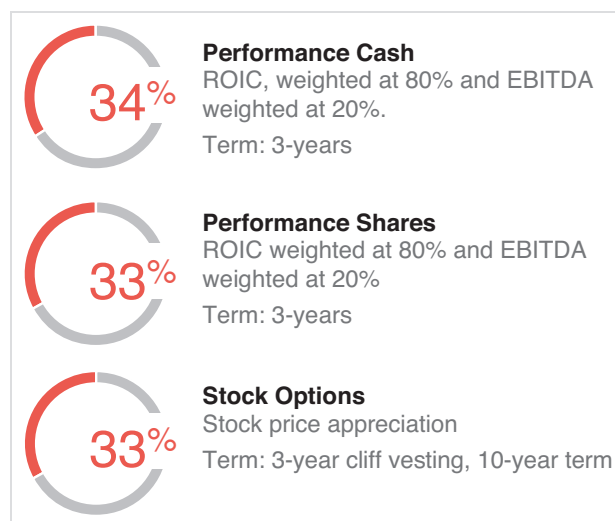 34%
Performance Cash
ROIC, weighted at 80% and EBITDA
weighted at 20%.
Term: 3-years
33%
Performance Shares
ROIC weighted at 80% and EBITDA
weighted at 20%
Term: 3-years
33%
Stock Options
Stock price appreciation
Term: 3-year cliff vesting, 10-year term